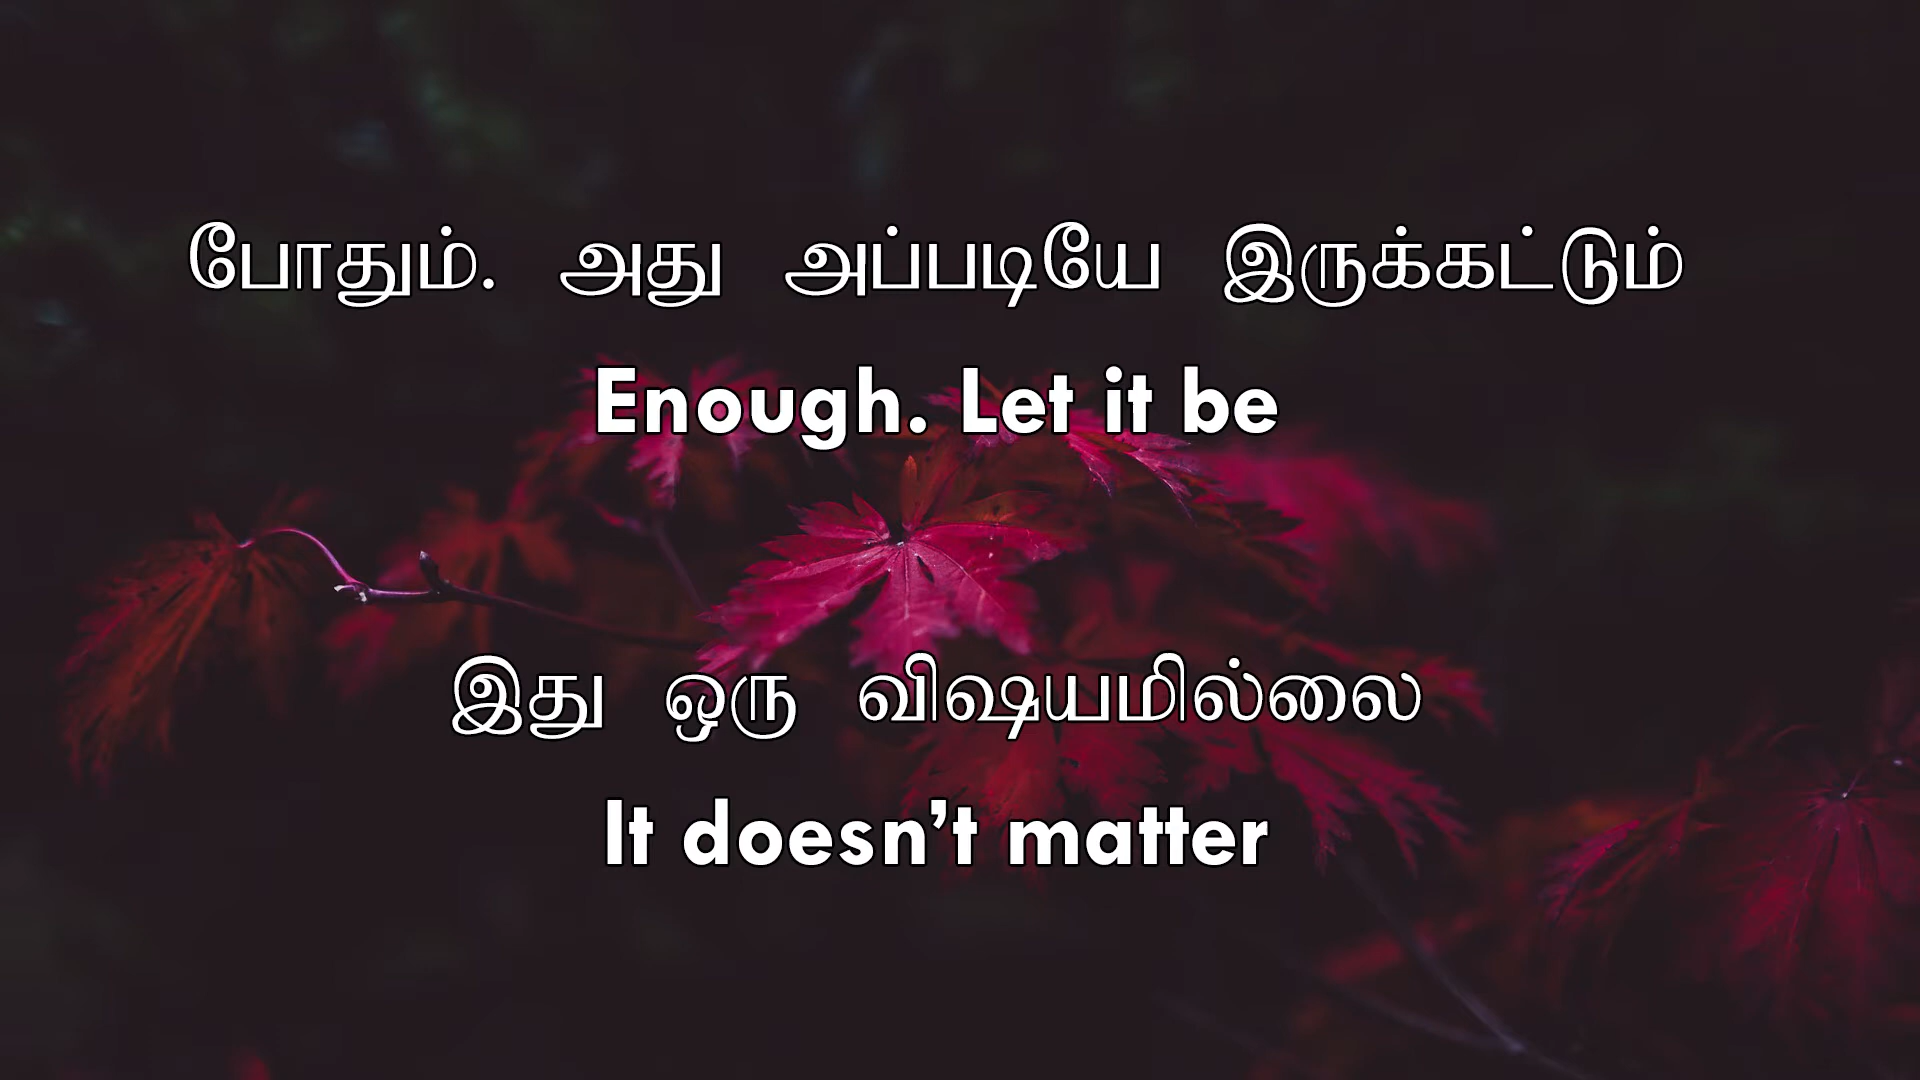 போதும். அது அப்படியே இருக்கட்டும்
Enough. Let it be
இது ஒரு விஷயமில்லை
It doesn’t matter